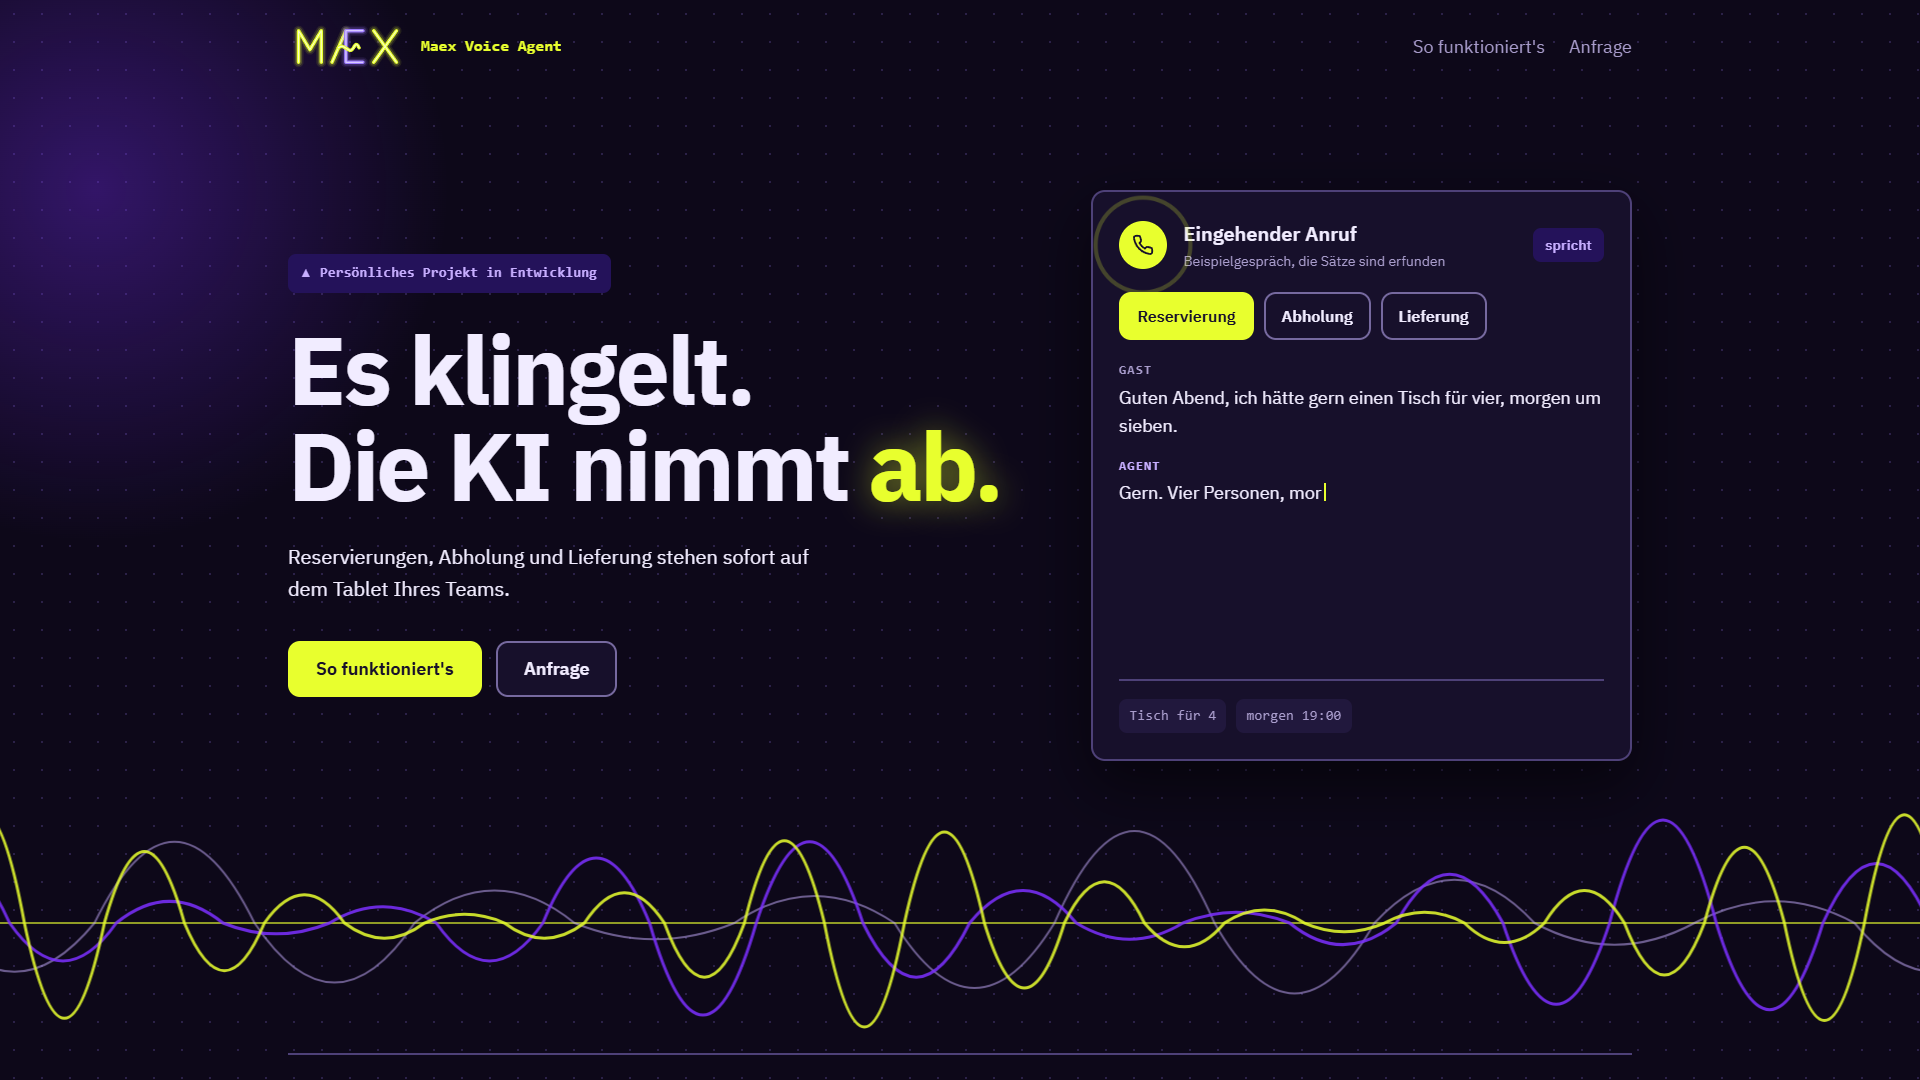 MAEX
Maex Voice Agent
So funktioniert's
Anfrage
▲ Persönliches Projekt in Entwicklung
Es klingelt.
Die KI nimmt ab.
Reservierungen, Abholung und Lieferung stehen sofort auf
dem Tablet Ihres Teams.
So funktioniert's
Anfrage
Eingehender Anruf
Beispielgespräch, die Sätze sind erfunden
spricht
Reservierung
Abholung
Lieferung
GAST
Guten Abend, ich hätte gern einen Tisch für vier, morgen um
sieben.
AGENT
Gern. Vier Personen, mor
Tisch für 4
morgen 19:00